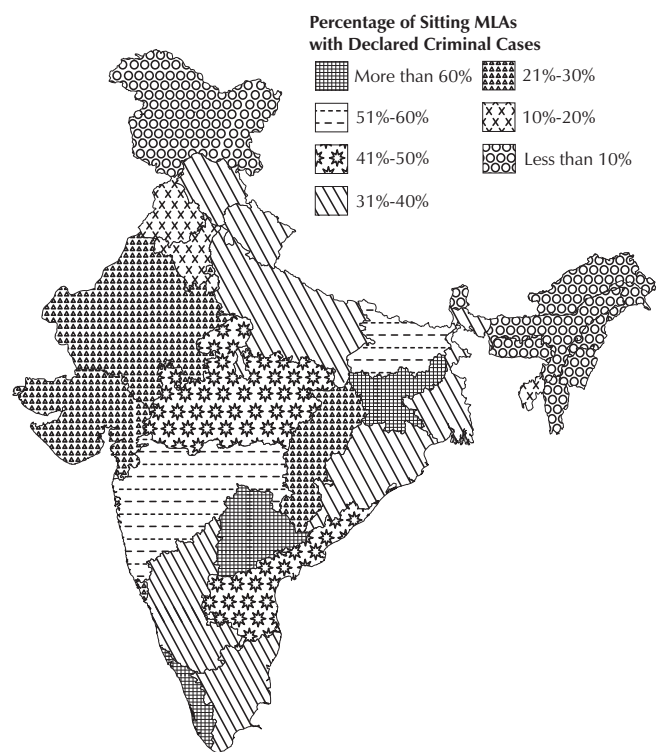 Percentage of Sitting MLAs
with Declared Criminal Cases
More than 60%
21%-30%
51%-60%
10%-20%
41%-50%
Less than 10%
31%-40%